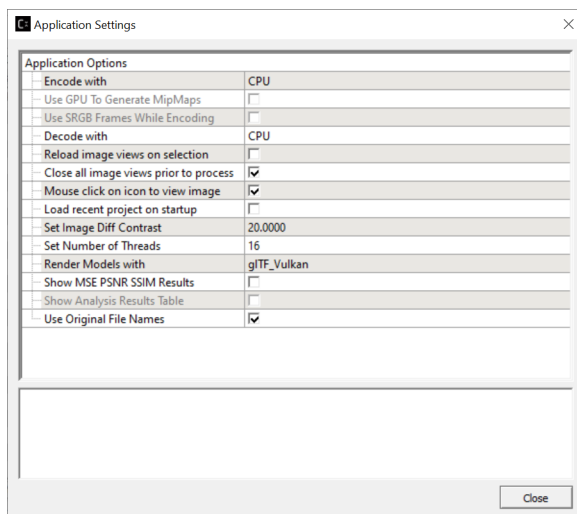 C: Application Settings
Application Options
Encode with CPU
Use GPU To Generate MipMaps
Use SRGB Frames While Encoding
Decode with CPU
Reload image views on selection
Close all image views prior to process
Mouse click on icon to view image
Load recent project on startup
Set Image Diff Contrast 20.0000
Set Number of Threads 16
Render Models with glTF_Vulkan
Show MSE PSNR SSIM Results
Show Analysis Results Table
Use Original File Names
Close